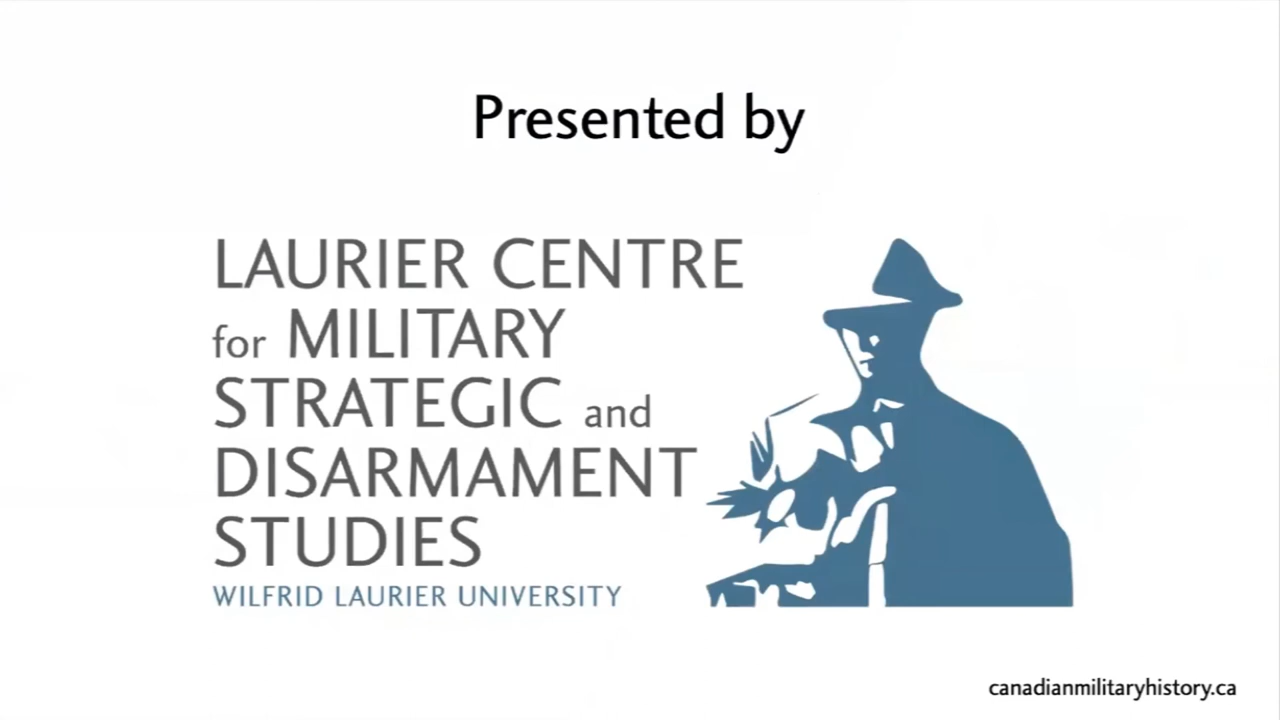 Presented by
LAURIER CENTRE
for MILITARY
STRATEGIC and
DISARMAMENT
STUDIES
WILFRID LAURIER UNIVERSITY
canadianmilitaryhistory.ca